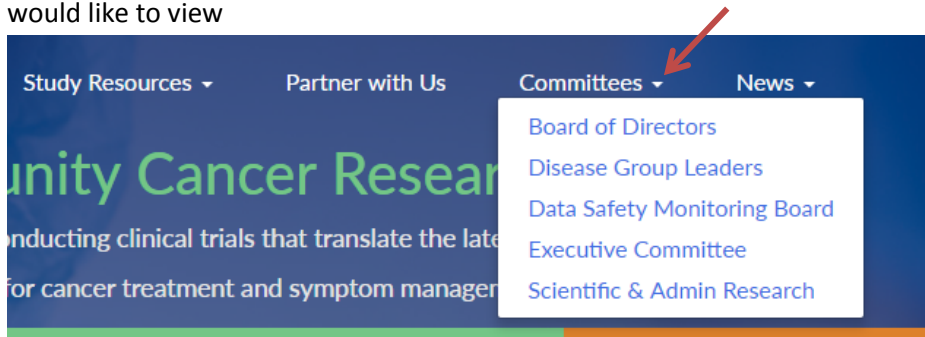 would like to view
Study Resources Partner with Us Committees News
Board of Directors
unity Cancer Resear
Disease Group Leaders
Data Safety Monitoring Board
onducting clinical trials that translate the late
Executive Committee
for cancer treatment and symptom manager
Scientific & Admin Research